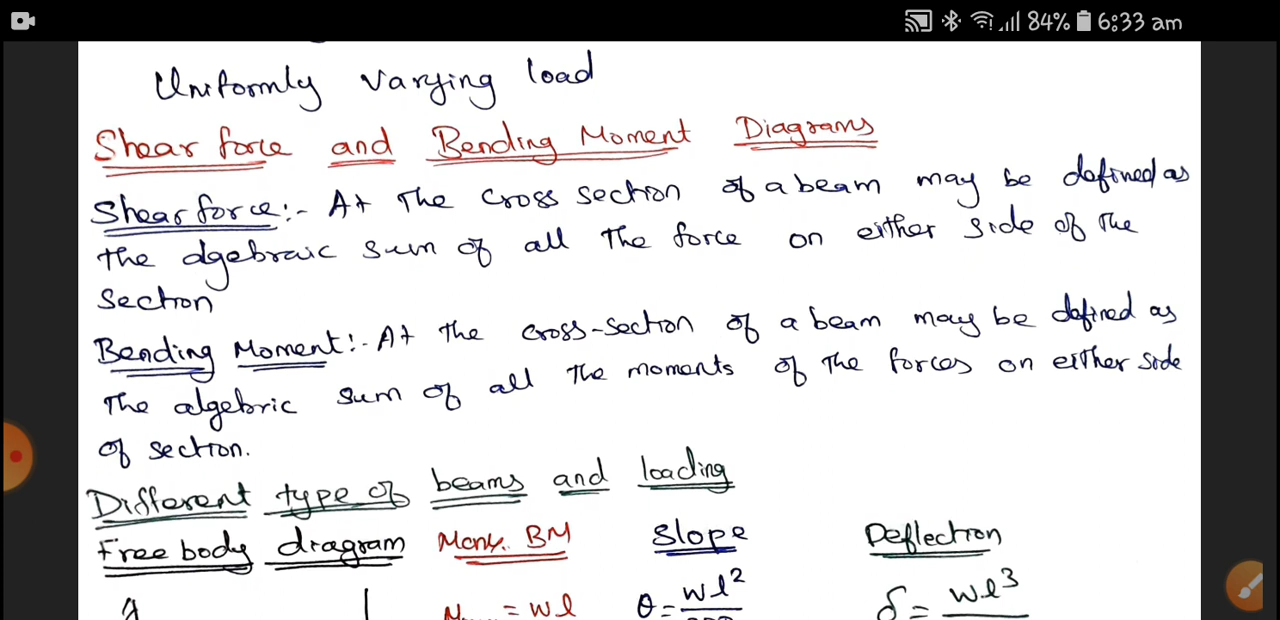 84% 6:33 am
Uniformly varying load
Shear force and Bending Moment Diagrams
Shear force:- At The cross section of a beam may be defined as
the algebraic sum of all The force on either side of the
section
Bending Moment:- At the cross-section of a beam may be defined as
The algebric sum of all The moments of The forces on either side
of section.
Different type of beams and loading
Free body diagram Max. BM Slope Deflection
= wl θ = wl² δ = wl³